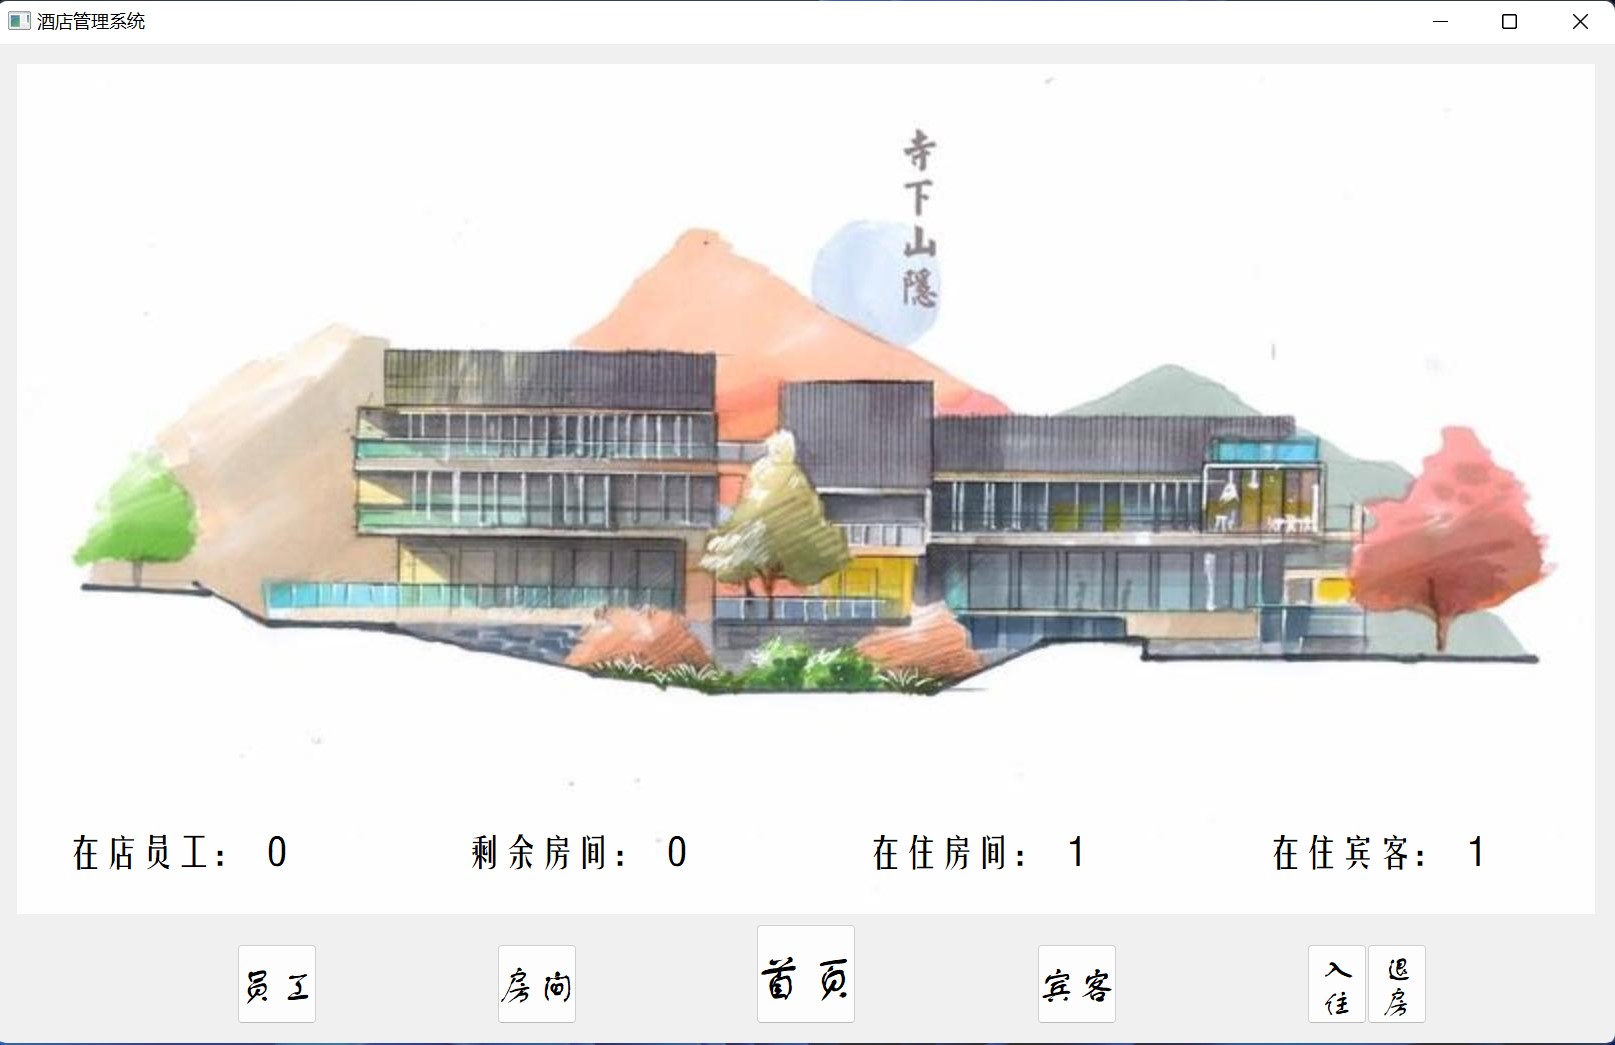 酒店管理系统
寺下山隱
在店员工: 0
剩余房间: 0
在住房间: 1
在住宾客: 1
员工
房间
首页
宾客
入住
退房